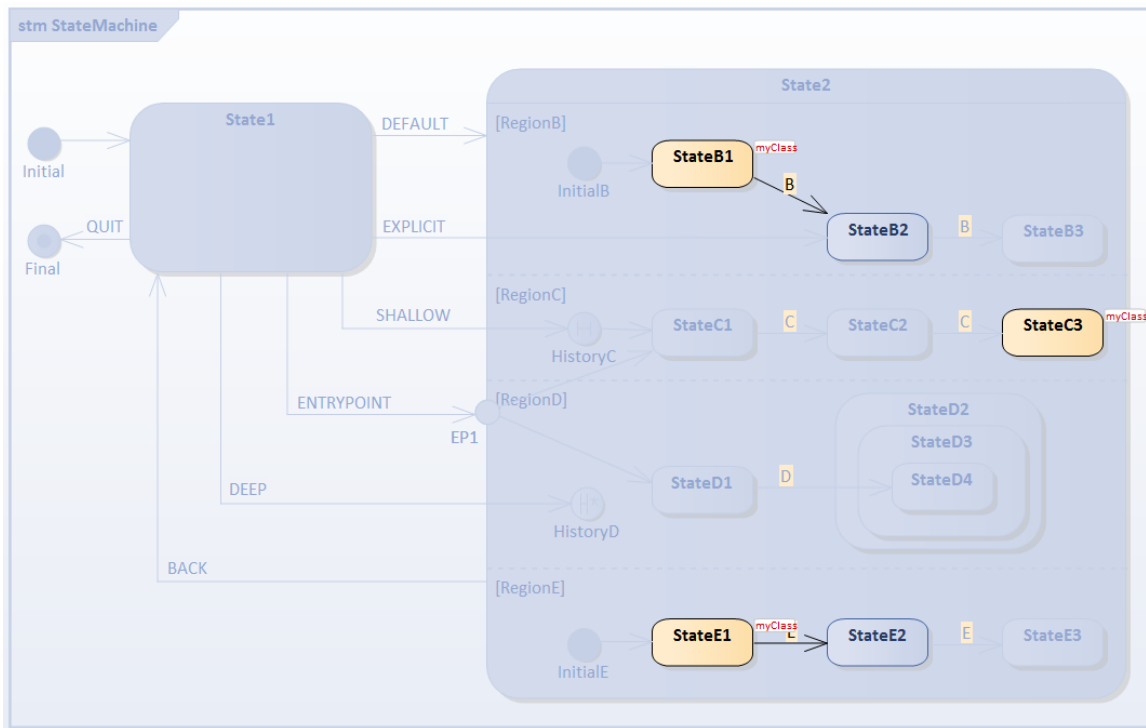 stm StateMachine
State2
State1
DEFAULT
[RegionB]
StateB1
myClass
Initial
InitialB
B
QUIT
EXPLICIT
StateB2
B
StateB3
Final
[RegionC]
SHALLOW
H
StateC1
C
StateC2
C
StateC3
myClass
HistoryC
ENTRYPOINT
[RegionD]
StateD2
EP1
StateD3
StateD1
D
StateD4
DEEP
H*
HistoryD
BACK
[RegionE]
StateE1
myClass
E
StateE2
E
StateE3
InitialE